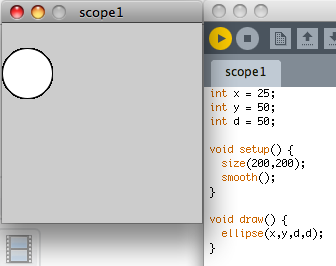 scope1
scope1
int x = 25;
int y = 50;
int d = 50;
void setup() {
size(200,200);
smooth();
}
void draw() {
ellipse(x,y,d,d);
}